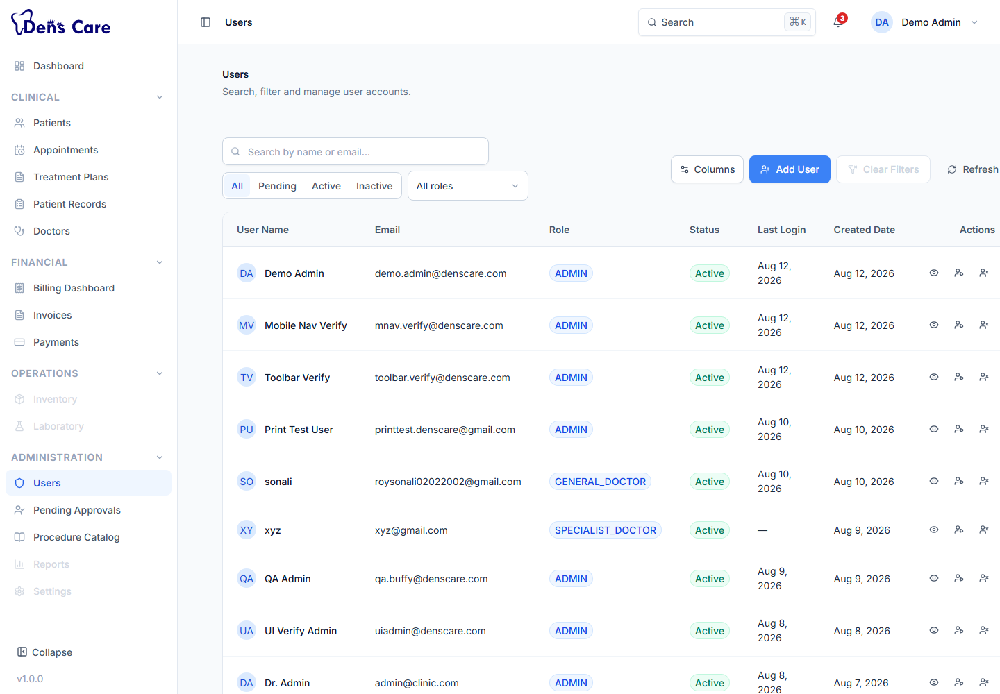 Den's Care
Users
Search
⌘K
3
DA
Demo Admin
Dashboard
CLINICAL
Patients
Appointments
Treatment Plans
Patient Records
Doctors
FINANCIAL
Billing Dashboard
Invoices
Payments
OPERATIONS
Inventory
Laboratory
ADMINISTRATION
Users
Pending Approvals
Procedure Catalog
Reports
Settings
Collapse
v1.0.0
Users
Search, filter and manage user accounts.
Search by name or email...
All Pending Active Inactive
All roles
Columns
Add User
Clear Filters
Refresh
User Name Email Role Status Last Login Created Date Actions
DA Demo Admin demo.admin@denscare.com ADMIN Active Aug 12, 2026 Aug 12, 2026
MV Mobile Nav Verify mnav.verify@denscare.com ADMIN Active Aug 12, 2026 Aug 12, 2026
TV Toolbar Verify toolbar.verify@denscare.com ADMIN Active Aug 12, 2026 Aug 12, 2026
PU Print Test User printtest.denscare@gmail.com ADMIN Active Aug 10, 2026 Aug 10, 2026
SO sonali roysonali02022002@gmail.com GENERAL_DOCTOR Active Aug 10, 2026 Aug 10, 2026
XY xyz xyz@gmail.com SPECIALIST_DOCTOR Active — Aug 9, 2026
QA QA Admin qa.buffy@denscare.com ADMIN Active Aug 9, 2026 Aug 9, 2026
UA UI Verify Admin uiadmin@denscare.com ADMIN Active Aug 8, 2026 Aug 8, 2026
DA Dr. Admin admin@clinic.com ADMIN Active Aug 8, 2026 Aug 7, 2026